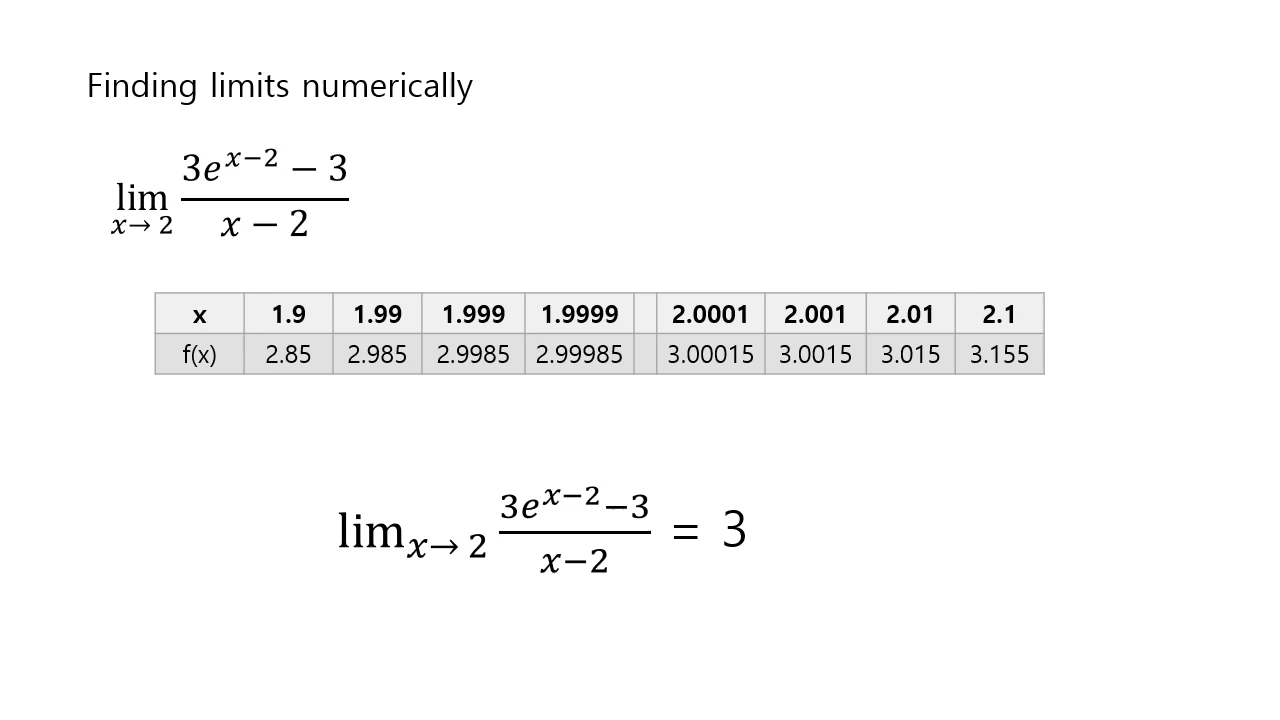 Finding limits numerically
lim x→ 2 (3e^{x−2} − 3)/(x − 2)
x 1.9 1.99 1.999 1.9999 2.0001 2.001 2.01 2.1
f(x) 2.85 2.985 2.9985 2.99985 3.00015 3.0015 3.015 3.155
lim x→ 2 (3e^{x−2}−3)/(x−2) = 3